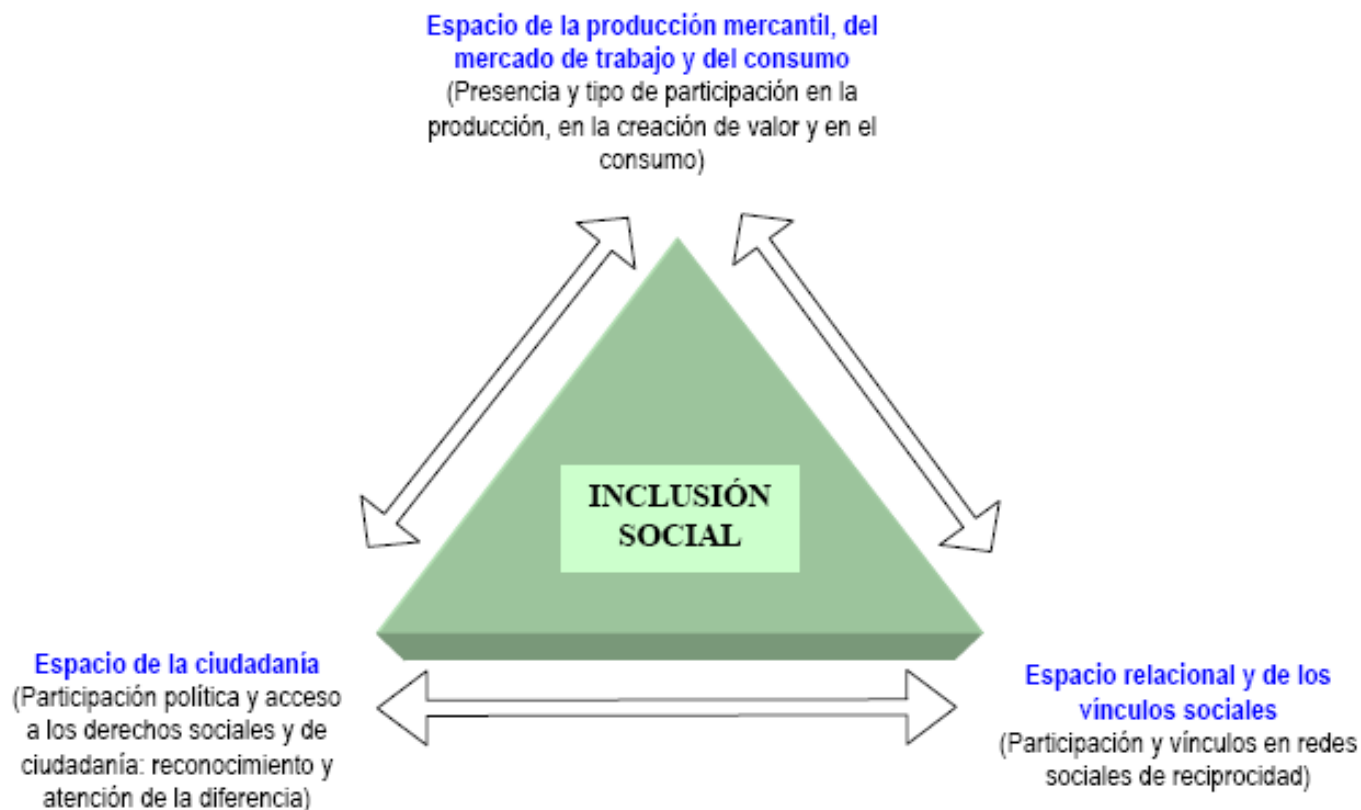 Espacio de la producción mercantil, del
mercado de trabajo y del consumo
(Presencia y tipo de participación en la
producción, en la creación de valor y en el
consumo)
INCLUSIÓN
SOCIAL
Espacio de la ciudadanía
(Participación política y acceso
a los derechos sociales y de
ciudadanía: reconocimiento y
atención de la diferencia)
Espacio relacional y de los
vínculos sociales
(Participación y vínculos en redes
sociales de reciprocidad)